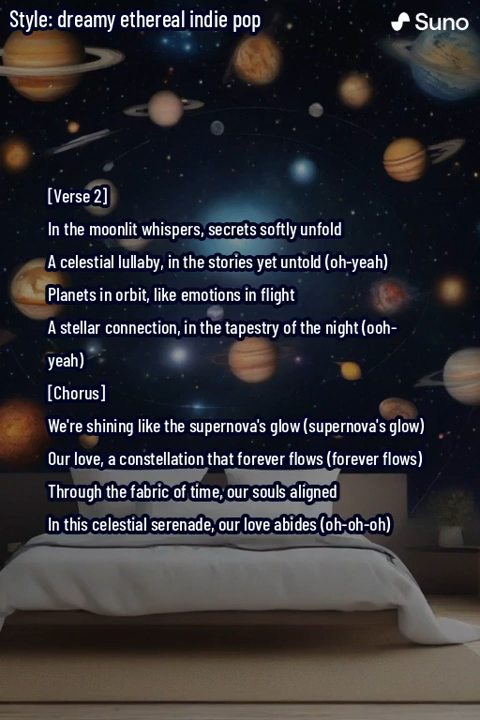 Style: dreamy ethereal indie pop
Suno
[Verse 2]
In the moonlit whispers, secrets softly unfold
A celestial lullaby, in the stories yet untold (oh-yeah)
Planets in orbit, like emotions in flight
A stellar connection, in the tapestry of the night (ooh-
yeah)
[Chorus]
We're shining like the supernova's glow (supernova's glow)
Our love, a constellation that forever flows (forever flows)
Through the fabric of time, our souls aligned
In this celestial serenade, our love abides (oh-oh-oh)